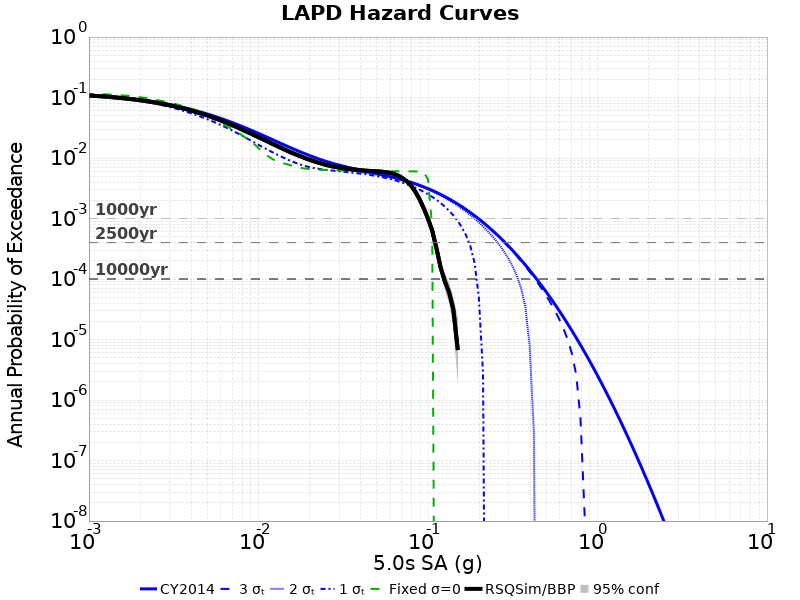 LAPD Hazard Curves
Annual Probability of Exceedance
10^0
10^-1
10^-2
10^-3
10^-4
10^-5
10^-6
10^-7
10^-8
1000yr
2500yr
10000yr
10^-3 10^-2 10^-1 10^0 10^1
5.0s SA (g)
CY2014 3 σₜ 2 σₜ 1 σₜ Fixed σ=0 RSQSim/BBP 95% conf